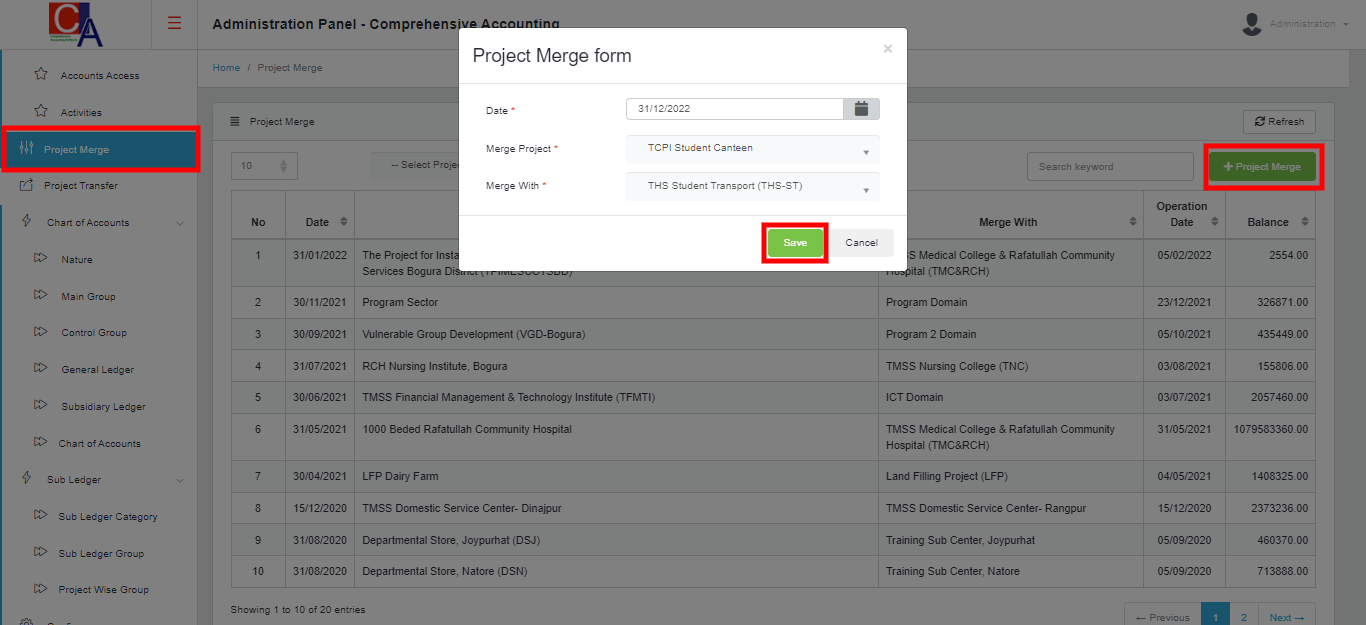 CA
Administration Panel - Comprehensive Accounting
Administration
Accounts Access
Activities
Project Merge
Project Transfer
Chart of Accounts
Nature
Main Group
Control Group
General Ledger
Subsidiary Ledger
Chart of Accounts
Sub Ledger
Sub Ledger Category
Sub Ledger Group
Project Wise Group
Home / Project Merge
Project Merge
Refresh
10
-- Select Proje
Search keyword
+ Project Merge
Project Merge form
×
Date *
31/12/2022
Merge Project *
TCPI Student Canteen
Merge With *
THS Student Transport (THS-ST)
Save
Cancel
No Date Merge With Operation Date Balance
1 31/01/2022 The Project for Insta
Services Bogura District (TPIMESCCYSBD) SS Medical College & Rafatullah Community
Hospital (TMC&RCH) 05/02/2022 2554.00
2 30/11/2021 Program Sector Program Domain 23/12/2021 326871.00
3 30/09/2021 Vulnerable Group Development (VGD-Bogura) Program 2 Domain 05/10/2021 435449.00
4 31/07/2021 RCH Nursing Institute, Bogura TMSS Nursing College (TNC) 03/08/2021 155806.00
5 30/06/2021 TMSS Financial Management & Technology Institute (TFMTI) ICT Domain 03/07/2021 2057460.00
6 31/05/2021 1000 Beded Rafatullah Community Hospital TMSS Medical College & Rafatullah Community
Hospital (TMC&RCH) 31/05/2021 1079583360.00
7 30/04/2021 LFP Dairy Farm Land Filling Project (LFP) 04/05/2021 1408325.00
8 15/12/2020 TMSS Domestic Service Center- Dinajpur TMSS Domestic Service Center- Rangpur 15/12/2020 2373236.00
9 31/08/2020 Departmental Store, Joypurhat (DSJ) Training Sub Center, Joypurhat 05/09/2020 460370.00
10 31/08/2020 Departmental Store, Natore (DSN) Training Sub Center, Natore 05/09/2020 713888.00
Showing 1 to 10 of 20 entries
← Previous 1 2 Next →